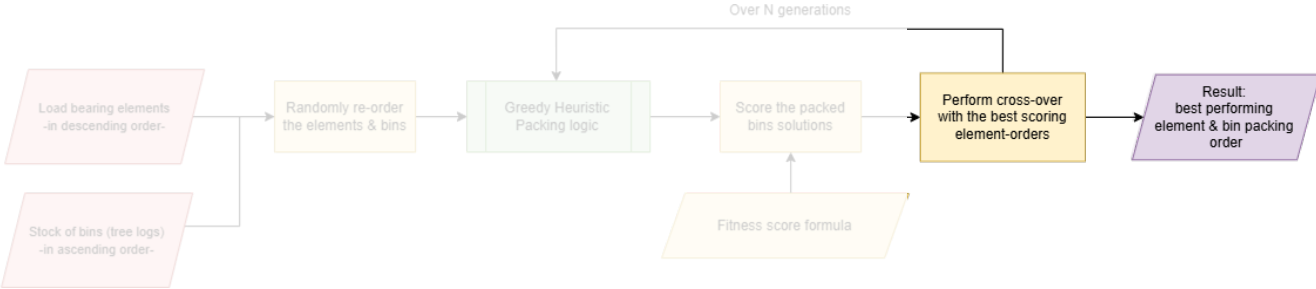 Over N generations
Load bearing elements
-in descending order-
Randomly re-order
the elements & bins
Greedy Heuristic
Packing logic
Score the packed
bins solutions
Perform cross-over
with the best scoring
element-orders
Result:
best performing
element & bin packing
order
Stock of bins (tree logs)
-in ascending order-
Fitness score formula